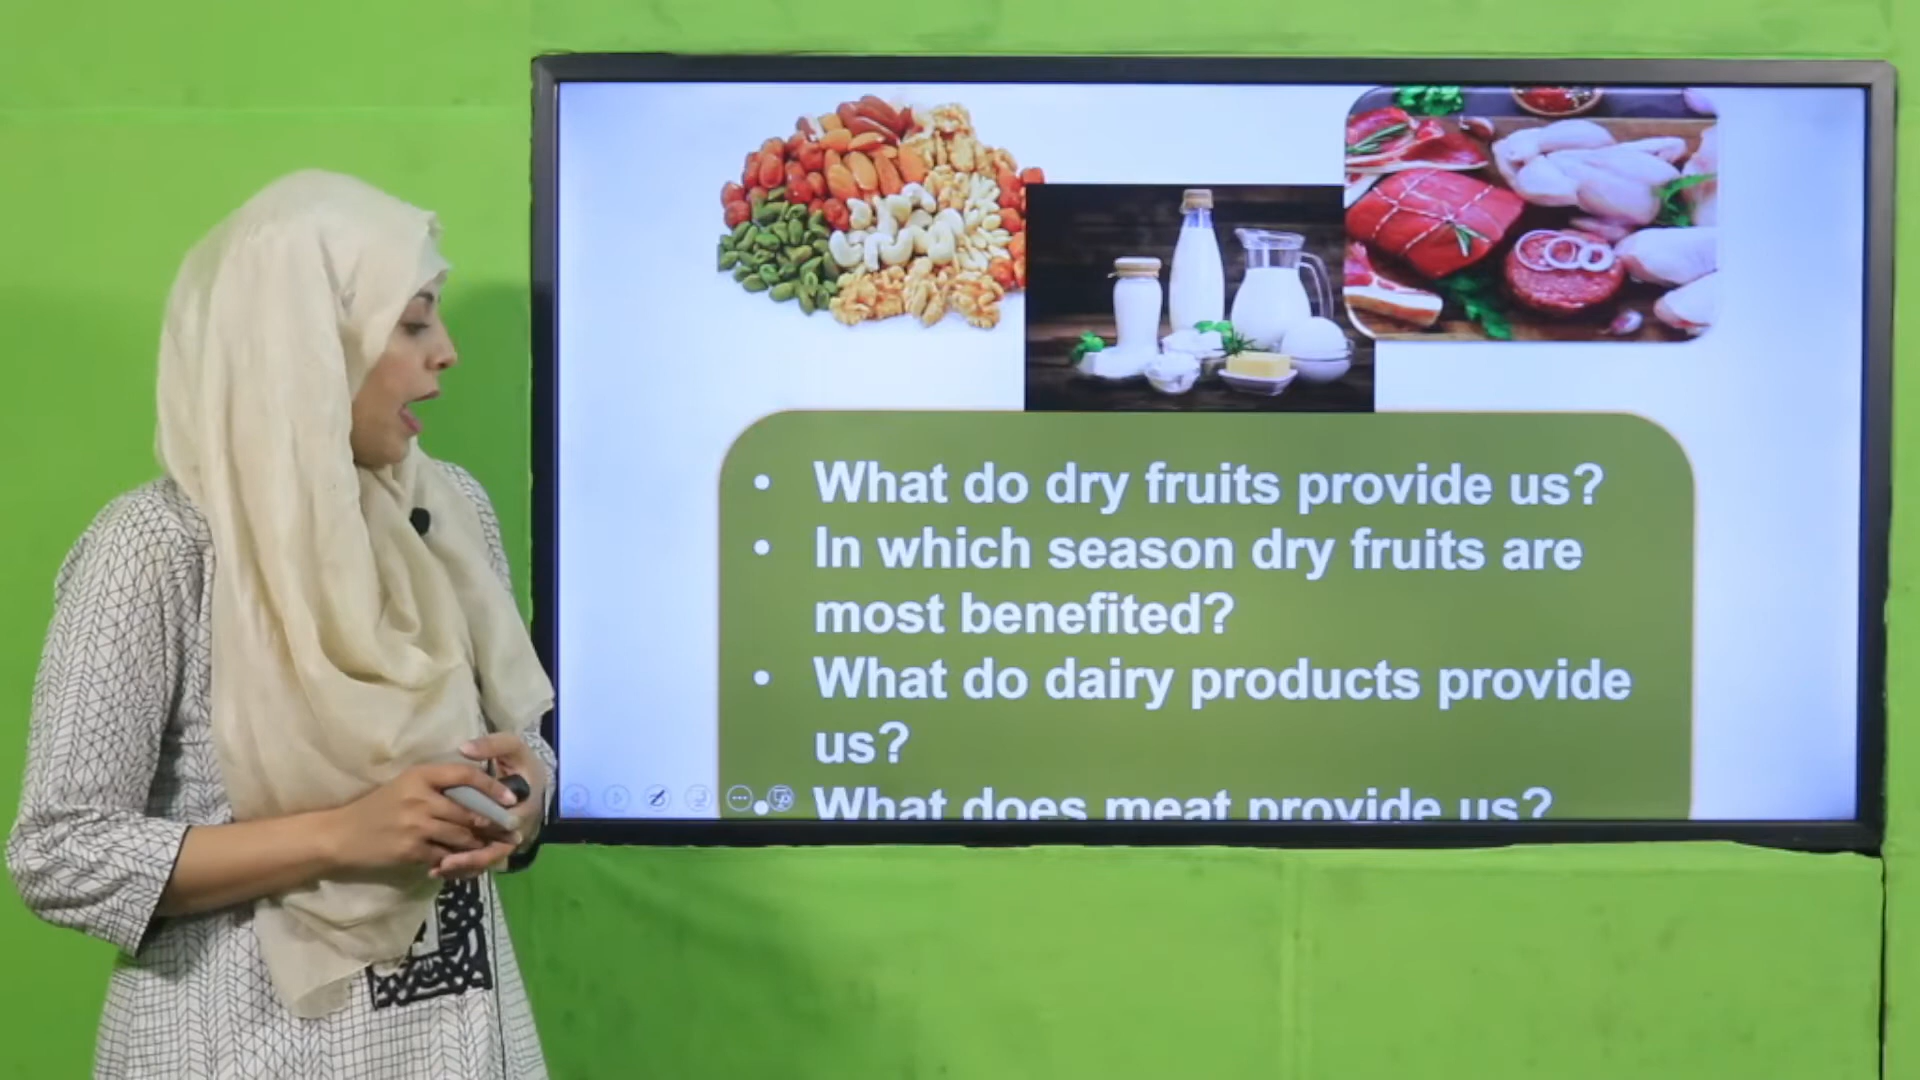 • What do dry fruits provide us?
• In which season dry fruits are
most benefited?
• What do dairy products provide
us?
• What does meat provide us?